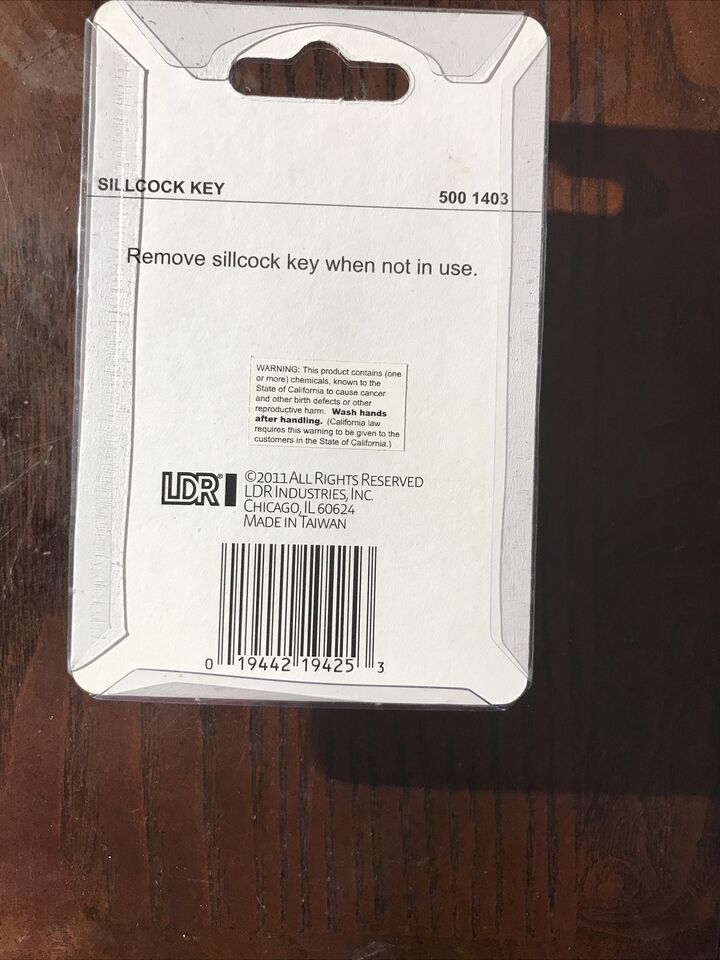 SILLCOCK KEY
500 1403
Remove sillcock key when not in use.
WARNING: This product contains (one
or more) chemicals, known to the
State of California to cause cancer
and other birth defects or other
reproductive harm. Wash hands
after handling. (California law
requires this warning to be given to the
customers in the State of California.)
LDR®
©2011 ALL RIGHTS RESERVED
LDR INDUSTRIES, INC.
CHICAGO, IL 60624
MADE IN TAIWAN
0 19442 19425 3